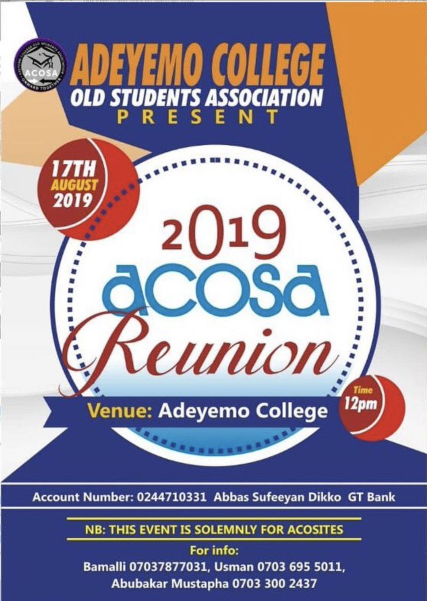 ADEYEMO COLLEGE
ACOSA
OLD STUDENTS ASSOCIATION
PRESENT
17TH
AUGUST
2019
2019
acosa
Reunion
Venue: Adeyemo College
Time
12pm
Account Number: 0244710331 Abbas Sufeeyan Dikko GT Bank
NB: THIS EVENT IS SOLEMNLY FOR ACOSITES
For info:
Bamalli 07037877031, Usman 0703 695 5011,
Abubakar Mustapha 0703 300 2437